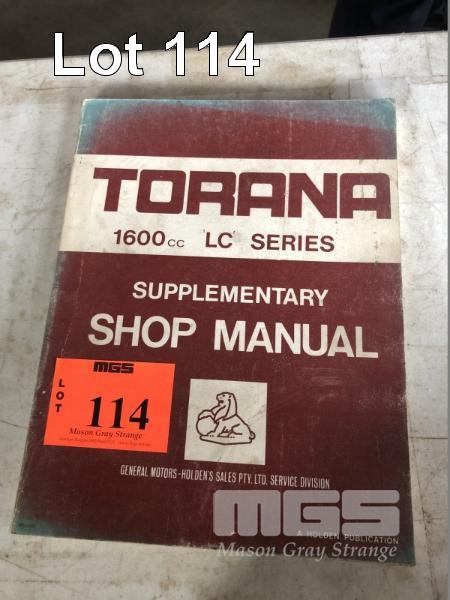 Lot 114
TORANA
1600cc 'LC' SERIES
SUPPLEMENTARY
SHOP MANUAL
MGS
LOT
114
Mason Gray Strange
GENERAL MOTORS-HOLDEN'S SALES PTY. LTD. SERVICE DIVISION
MGS
A HOLDEN PUBLICATION
Mason Gray Strange